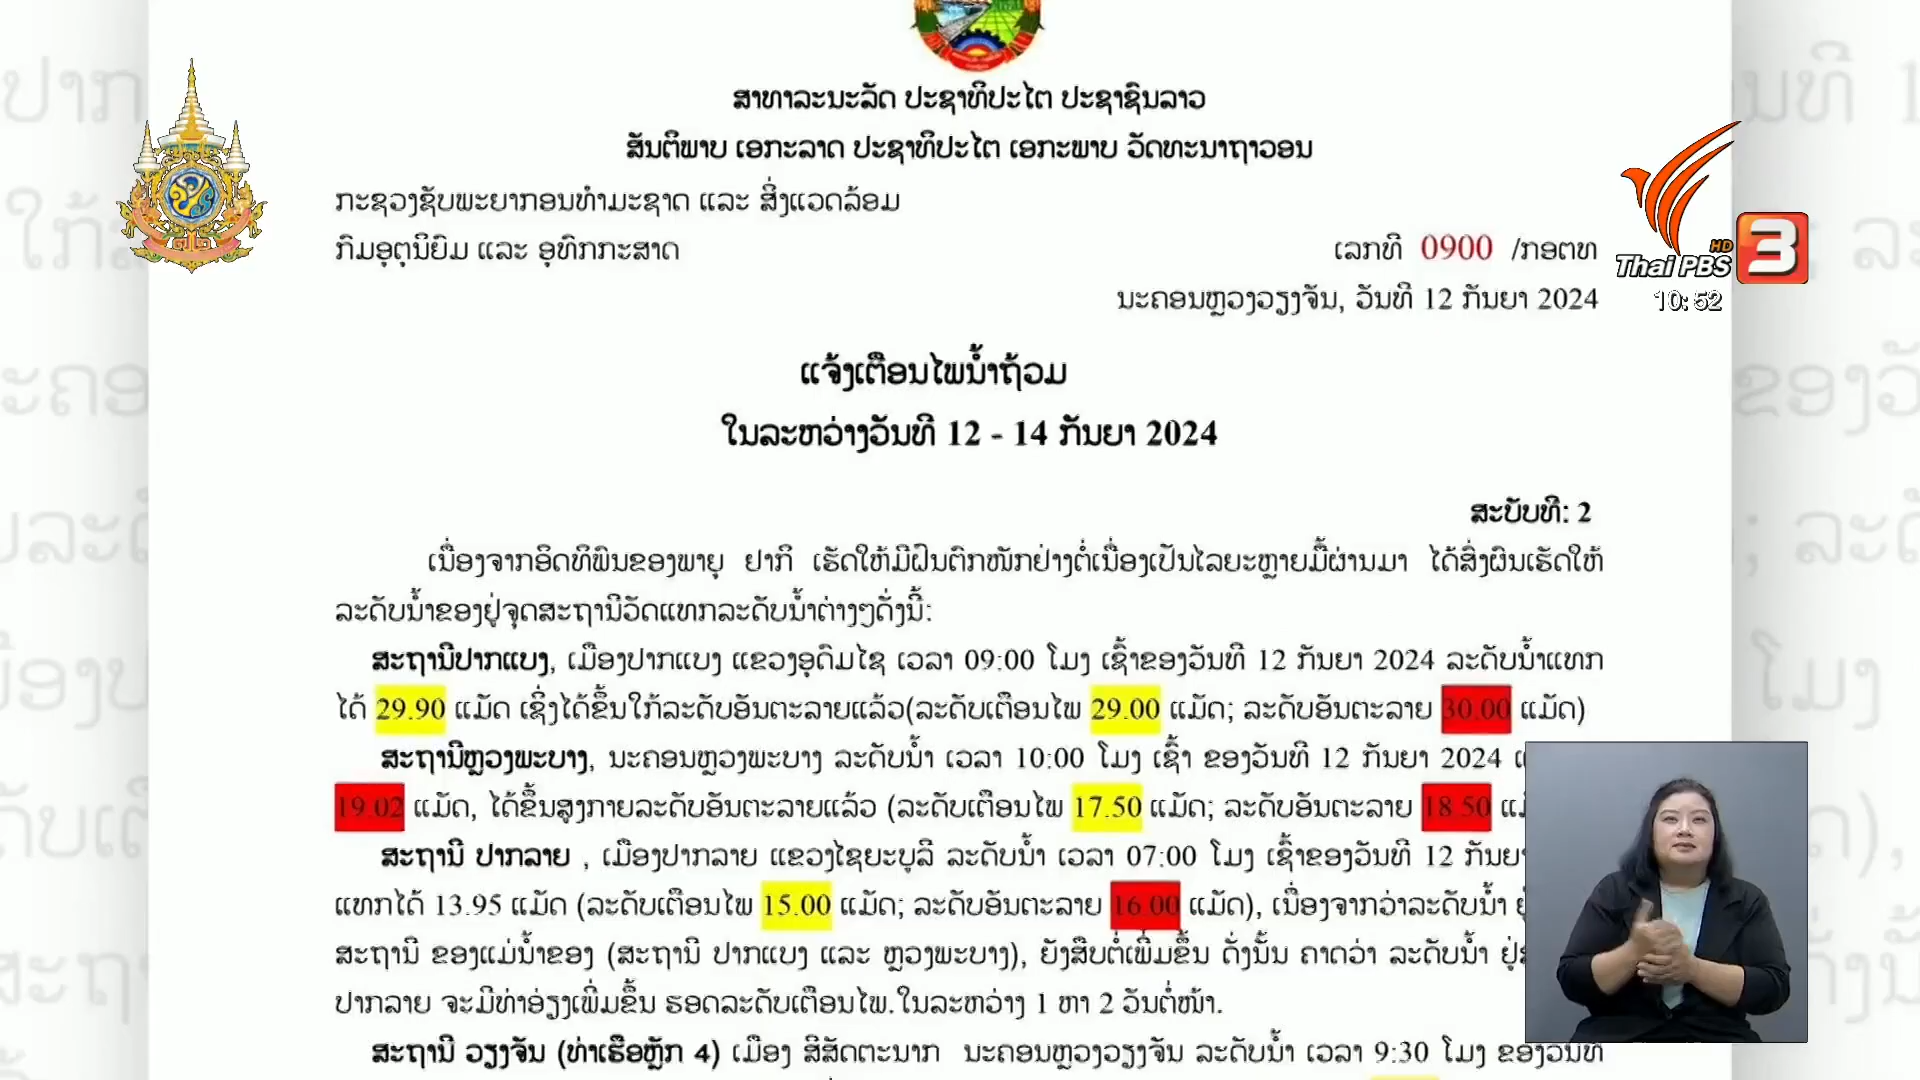 ສາທາລະນະລັດ ປະຊາທິປະໄຕ ປະຊາຊົນລາວ
ສັນຕິພາບ ເອກະລາດ ປະຊາທິປະໄຕ ເອກະພາບ ວັດທະນາຖາວອນ
ກະຊວງຊັບພະຍາກອນທຳມະຊາດ ແລະ ສິ່ງແວດລ້ອມ
ກົມອຸຕຸນິຍົມ ແລະ ອຸທົກກະສາດ
ເລກທີ 0900 /ກອຕທ
ນະຄອນຫຼວງວຽງຈັນ, ວັນທີ 12 ກັນຍາ 2024
HD
Thai PBS 3
10:52
ແຈ້ງເຕືອນໄພນ້ຳຖ້ວມ
ໃນລະຫວ່າງວັນທີ 12 - 14 ກັນຍາ 2024
ສະບັບທີ: 2
ເນື່ອງຈາກອິດທິພົນຂອງພາຍຸ ຢາກິ ເຮັດໃຫ້ມີຝົນຕົກໜັກຢ່າງຕໍ່ເນື່ອງເປັນໄລຍະຫຼາຍມື້ຜ່ານມາ ໄດ້ສົ່ງຜົນເຮັດໃຫ້
ລະດັບນ້ຳຂອງຢູ່ຈຸດສະຖານີວັດແທກລະດັບນ້ຳຕ່າງໆດັ່ງນີ້:
ສະຖານີປາກແບງ, ເມືອງປາກແບງ ແຂວງອຸດົມໄຊ ເວລາ 09:00 ໂມງ ເຊົ້າຂອງວັນທີ 12 ກັນຍາ 2024 ລະດັບນ້ຳແທກ
ໄດ້ 29.90 ແມັດ ເຊິ່ງໄດ້ຂຶ້ນໃກ້ລະດັບອັນຕະລາຍແລ້ວ(ລະດັບເຕືອນໄພ 29.00 ແມັດ; ລະດັບອັນຕະລາຍ 30.00 ແມັດ)
ສະຖານີຫຼວງພະບາງ, ນະຄອນຫຼວງພະບາງ ລະດັບນ້ຳ ເວລາ 10:00 ໂມງ ເຊົ້າ ຂອງວັນທີ 12 ກັນຍາ 2024
19.02 ແມັດ, ໄດ້ຂຶ້ນສູງກາຍລະດັບອັນຕະລາຍແລ້ວ (ລະດັບເຕືອນໄພ 17.50 ແມັດ; ລະດັບອັນຕະລາຍ 18.50
ສະຖານີ ປາກລາຍ , ເມືອງປາກລາຍ ແຂວງໄຊຍະບູລີ ລະດັບນ້ຳ ເວລາ 07:00 ໂມງ ເຊົ້າຂອງວັນທີ 12 ກັນຍາ
ແທກໄດ້ 13.95 ແມັດ (ລະດັບເຕືອນໄພ 15.00 ແມັດ; ລະດັບອັນຕະລາຍ 16.00 ແມັດ), ເນື່ອງຈາກວ່າລະດັບນ້ຳ
ສະຖານີ ຂອງແມ່ນ້ຳຂອງ (ສະຖານີ ປາກແບງ ແລະ ຫຼວງພະບາງ), ຍັງສືບຕໍ່ເພີ່ມຂຶ້ນ ດັ່ງນັ້ນ ຄາດວ່າ ລະດັບນ້ຳ
ປາກລາຍ ຈະມີທ່າອ່ຽງເພີ່ມຂຶ້ນ ຮອດລະດັບເຕືອນໄພ.ໃນລະຫວ່າງ 1 ຫາ 2 ວັນຕໍ່ໜ້າ.
ສະຖານີ ວຽງຈັນ (ທ່າເຮືອຫຼັກ 4) ເມືອງ ສີສັດຕະນາກ ນະຄອນຫຼວງວຽງຈັນ ລະດັບນ້ຳ ເວລາ 9:30 ໂມງ ຂອງວັນທີ